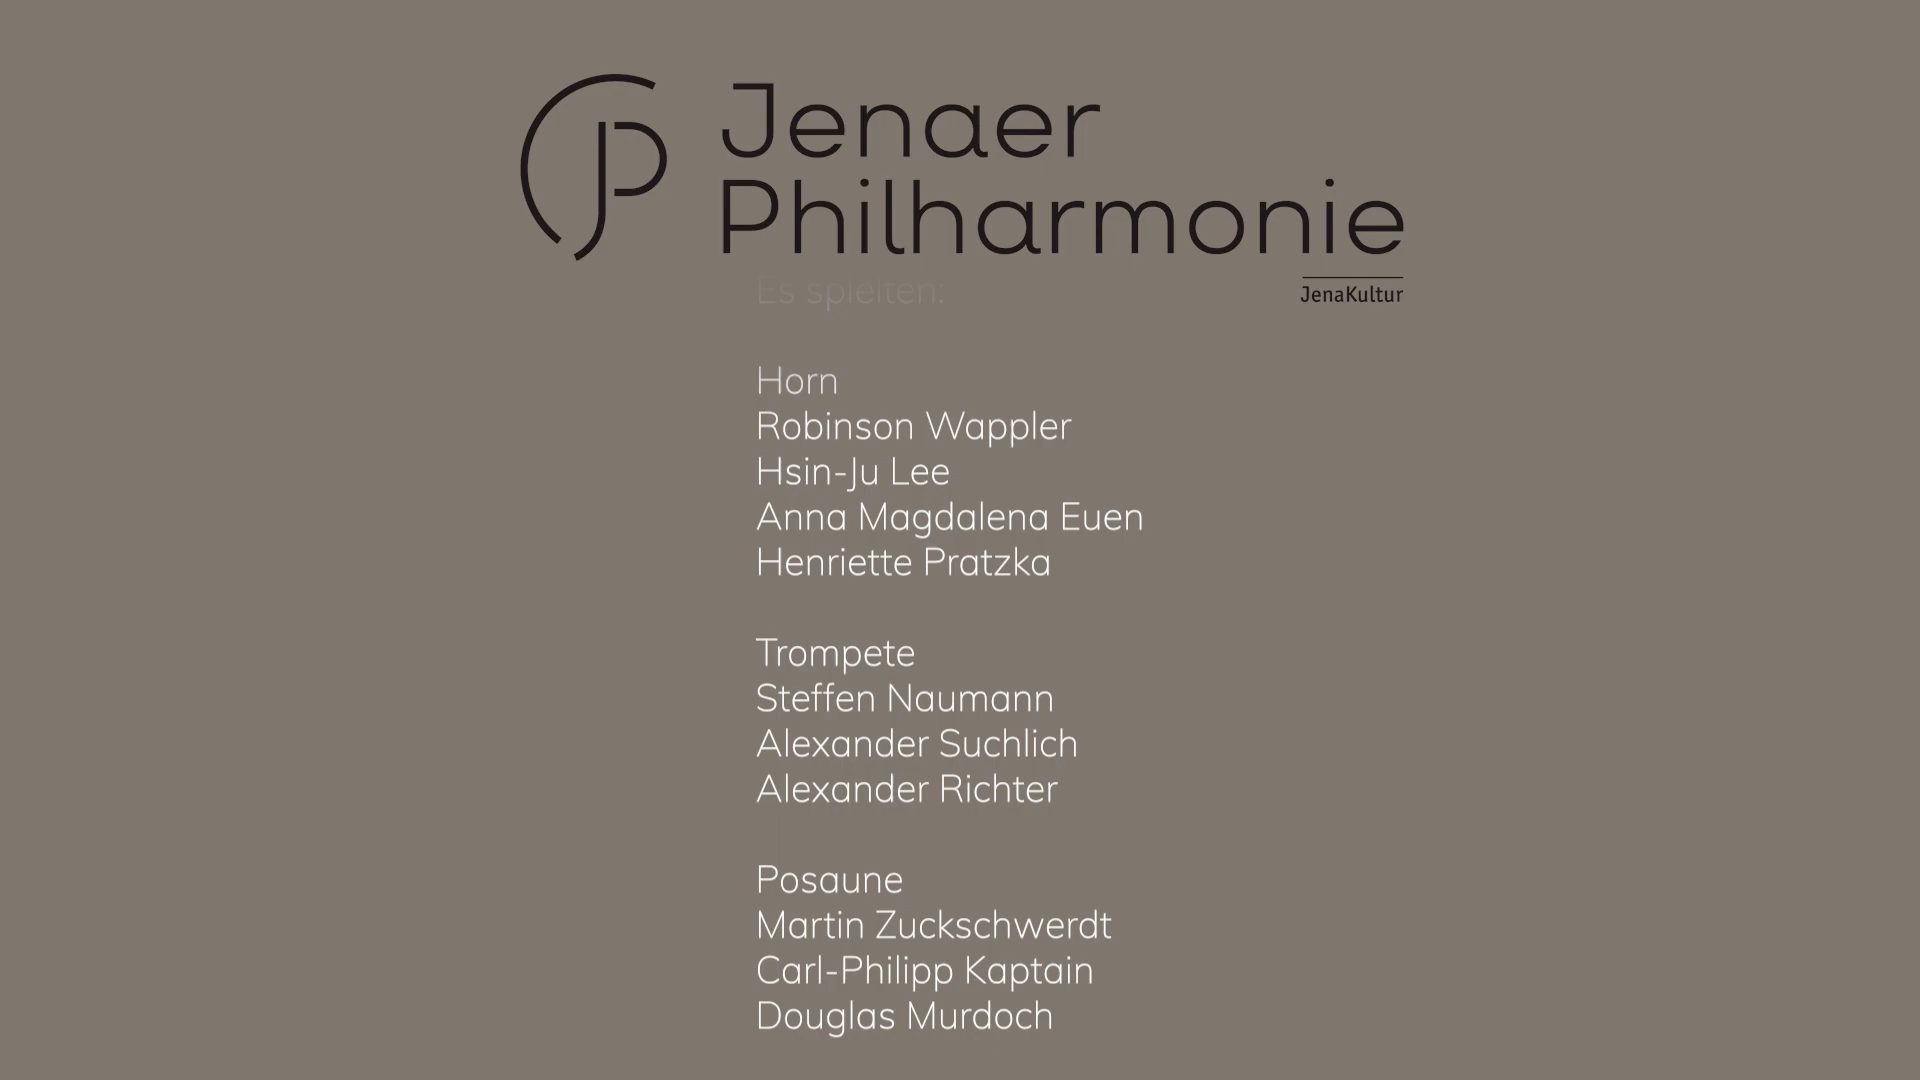 Jenaer
Philharmonie
JenaKultur
Es spielten:
Horn
Robinson Wappler
Hsin-Ju Lee
Anna Magdalena Euen
Henriette Pratzka
Trompete
Steffen Naumann
Alexander Suchlich
Alexander Richter
Posaune
Martin Zuckschwerdt
Carl-Philipp Kaptain
Douglas Murdoch